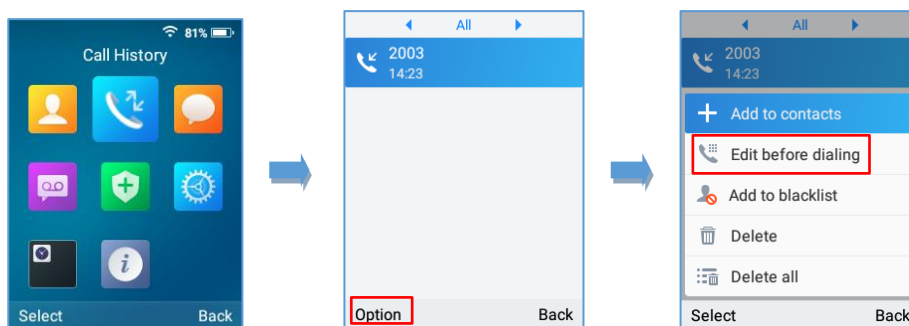 81%
Call History
Select Back
All
2003
14:23
Option Back
All
2003
14:23
Add to contacts
Edit before dialing
Add to blacklist
Delete
Delete all
Select Back